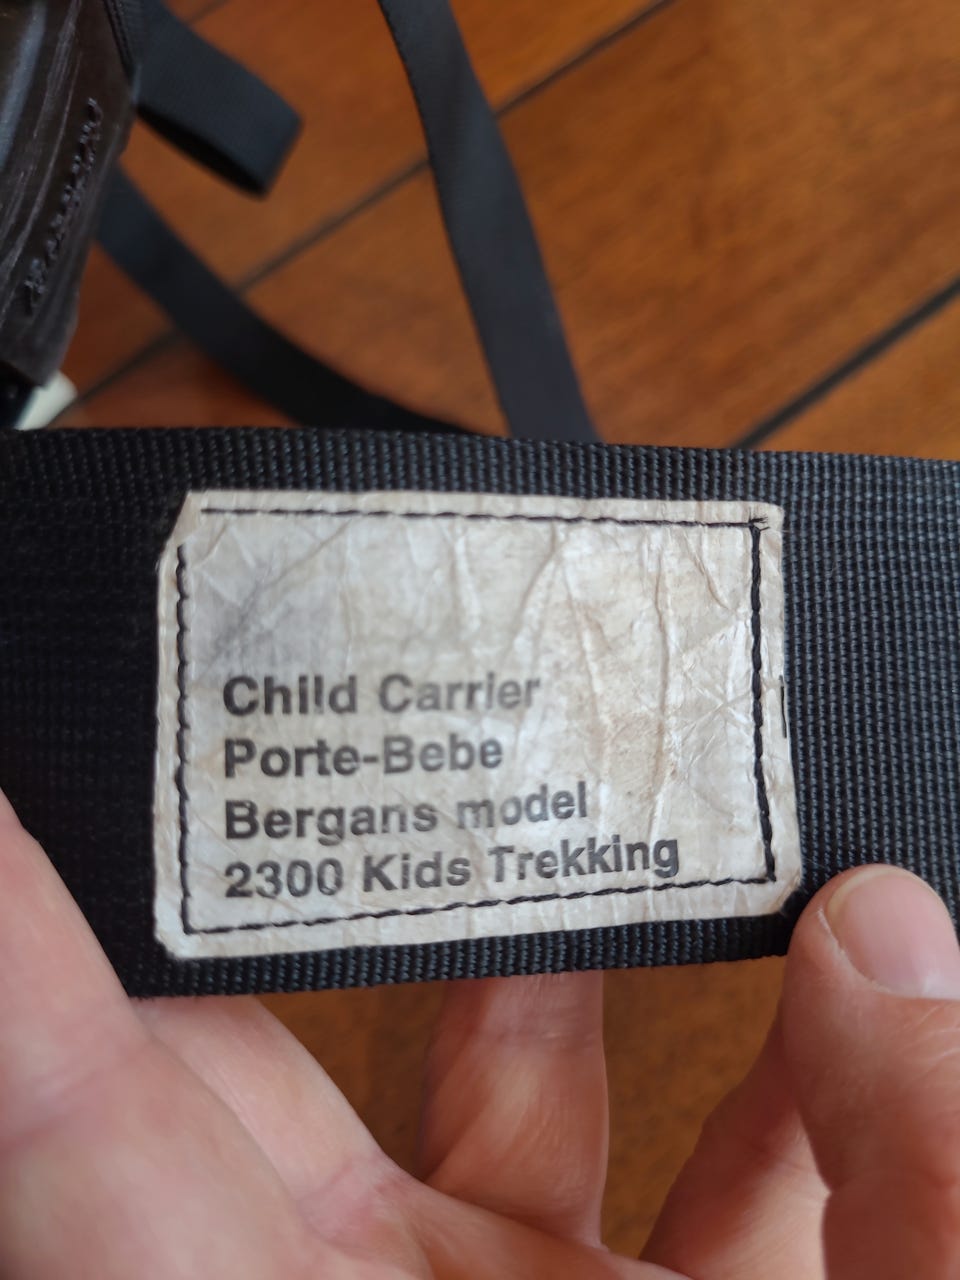 Child Carrier
Porte-Bebe
Bergans model
2300 Kids Trekking